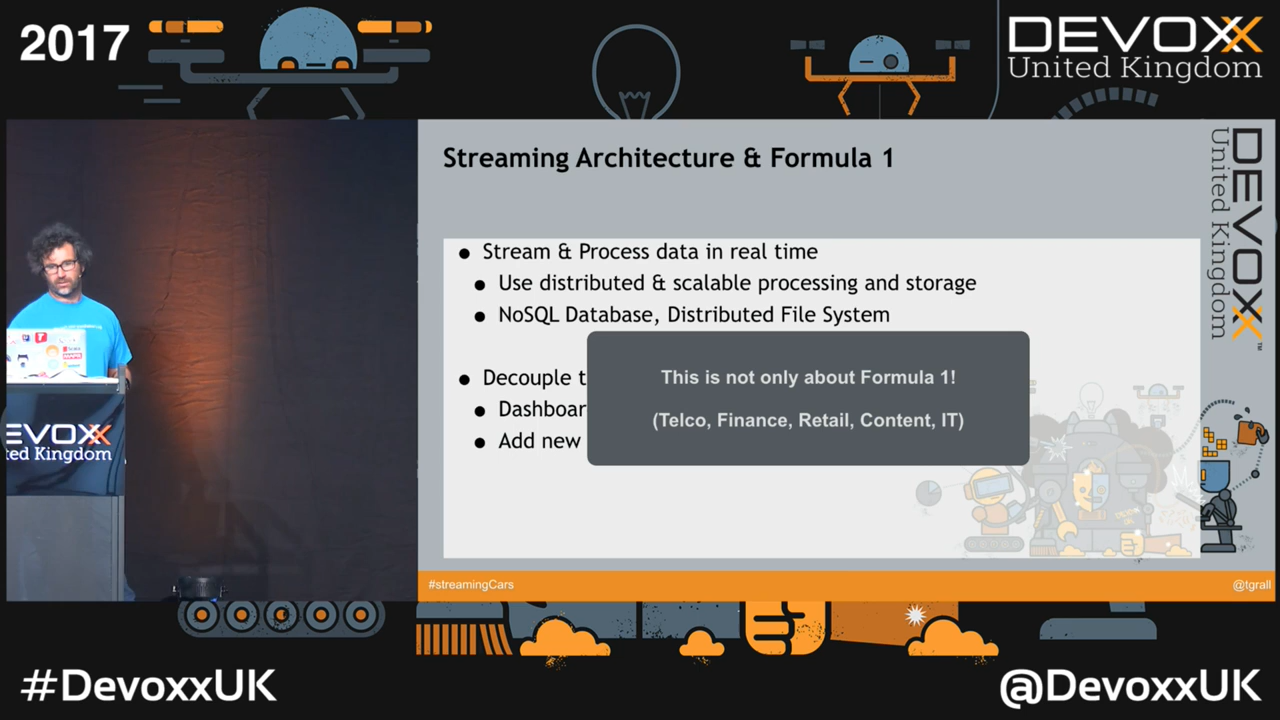 2017
DEVOXX
United Kingdom
Streaming Architecture & Formula 1
● Stream & Process data in real time
● Use distributed & scalable processing and storage
● NoSQL Database, Distributed File System
● Decouple t
● Dashboar
● Add new
This is not only about Formula 1!
(Telco, Finance, Retail, Content, IT)
DEVOXX™
United Kingdom
EVOXX
ed Kingdom
#streamingCars
@tgrall
#DevoxxUK
@DevoxxUK